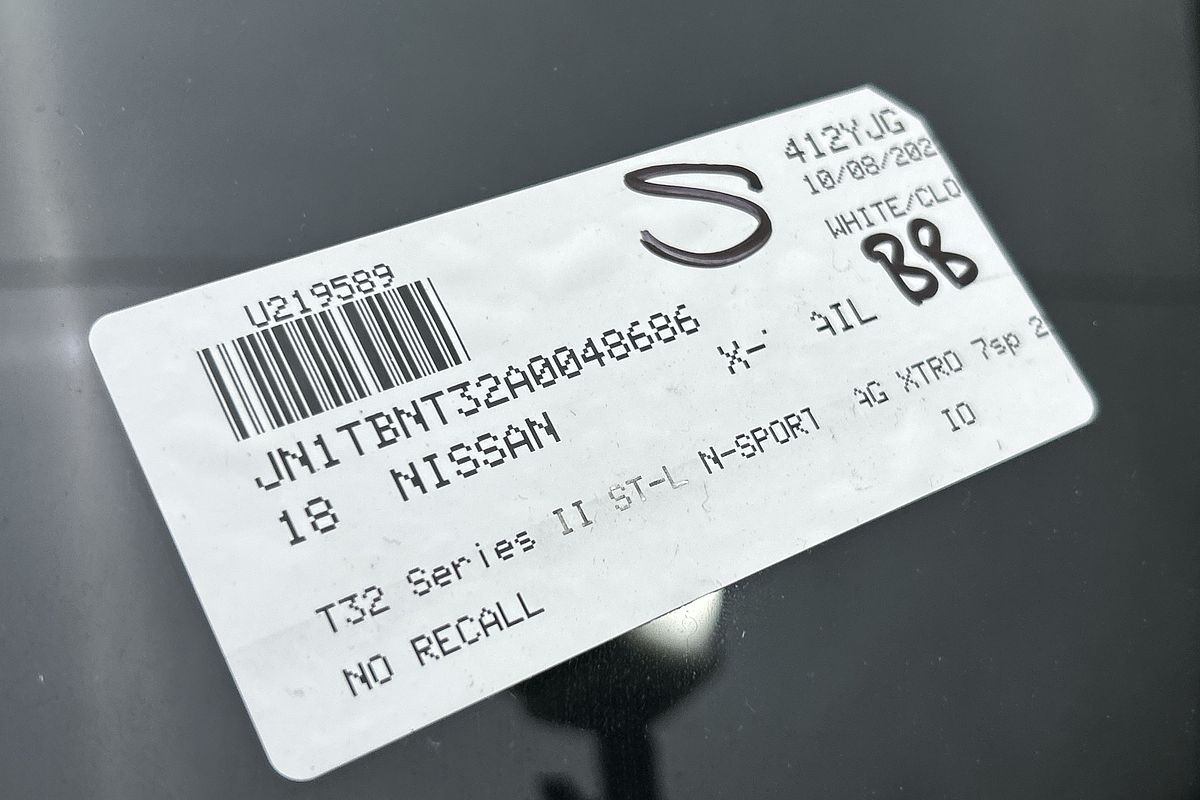 412YJG
10/08/202
WHITE/CLO
S
BB
U219589
JN1TBNT32A0048686
18 NISSAN X- AIL
T32 Series II ST-L N-SPORT AG XTRO 7sp 2
NO RECALL IO